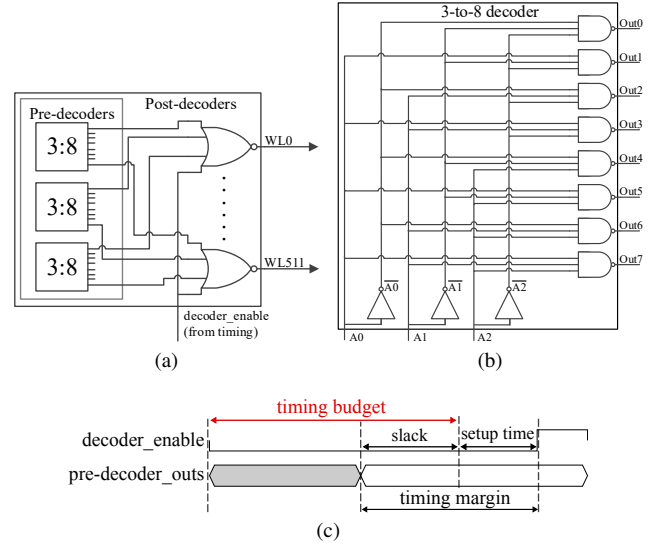 Pre-decoders
Post-decoders
3:8
3:8
3:8
WL0
WL511
decoder_enable
(from timing)
(a)
3-to-8 decoder
Out0
Out1
Out2
Out3
Out4
Out5
Out6
Out7
A0
A1
A2
A0
A1
A2
(b)
timing budget
decoder_enable
slack
setup time
pre-decoder_outs
timing margin
(c)